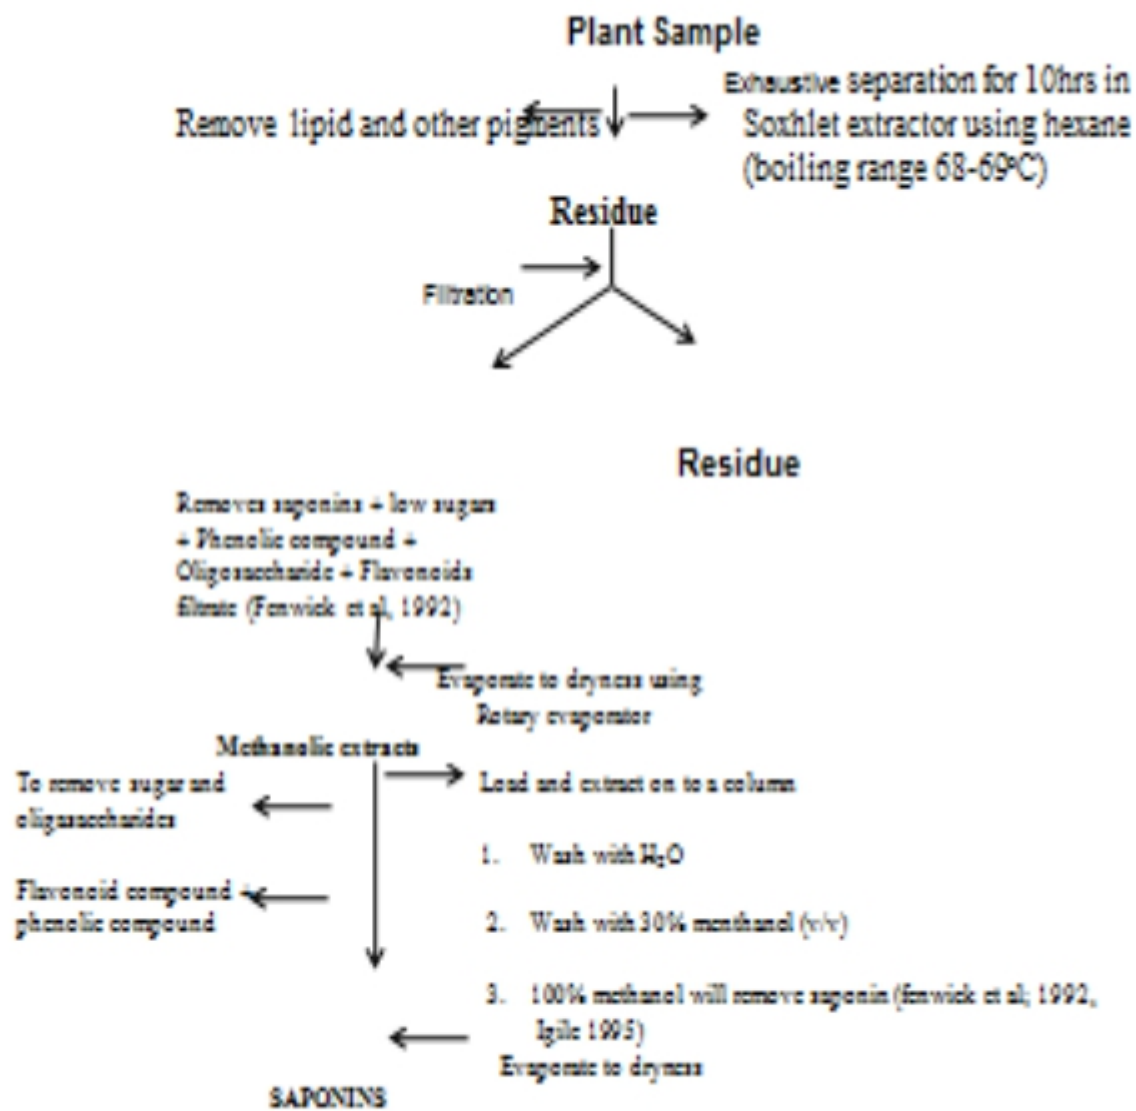 Plant Sample
Remove lipid and other pigments
Exhaustive separation for 10hrs in
Soxhlet extractor using hexane
(boiling range 68-69°C)
Residue
Filtration
Residue
Removes saponins + low sugars
+ Phenolic compound +
Oligosaccharide + Flavonoids
filtrate (Fenwick et al, 1992)
Evaporate to dryness using
Rotary evaporator
Methanolic extracts
To remove sugar and
oligasaccharides
Load and extract on to a column
1. Wash with H₂O
Flavonoid compound +
phenolic compound
2. Wash with 30% menthanol (v/v)
3. 100% methanol will remove saponin (fenwick et al; 1992,
Igile 1995)
Evaporate to dryness
SAPONINS